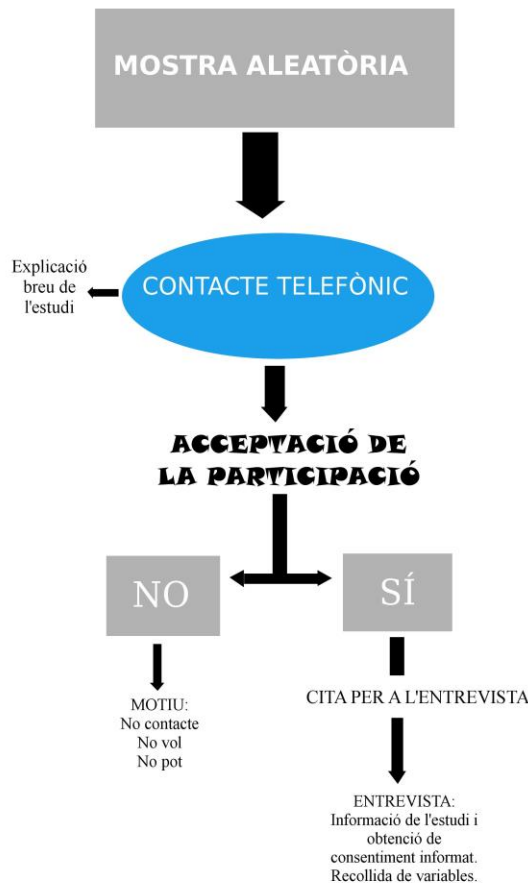 MOSTRA ALEATÒRIA
CONTACTE TELEFÒNIC
Explicació
breu de
l'estudi
ACCEPTACIÓ DE
LA PARTICIPACIÓ
NO
SÍ
MOTIU:
No contacte
No vol
No pot
CITA PER A L'ENTREVISTA
ENTREVISTA:
Informació de l'estudi i
obtenció de
consentiment informat.
Recollida de variables.